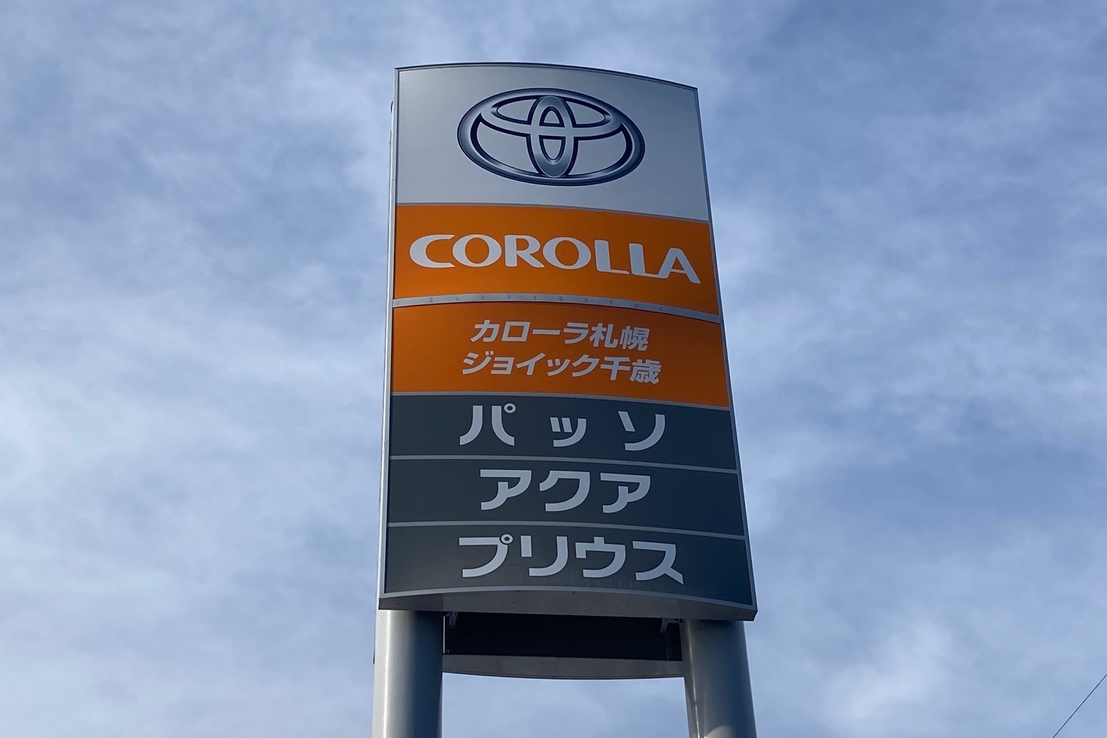 COROLLA
カローラ札幌
ジョイック千歳
パッソ
アクア
プリウス